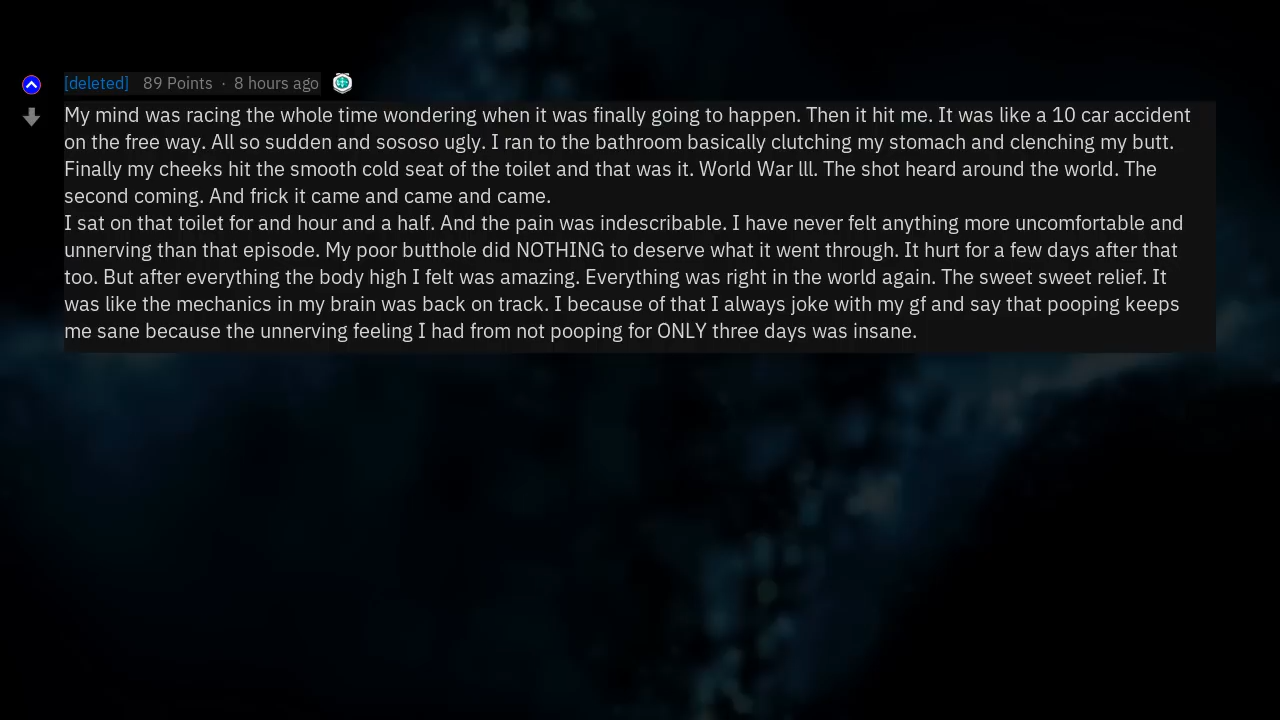 [deleted] 89 Points · 8 hours ago
My mind was racing the whole time wondering when it was finally going to happen. Then it hit me. It was like a 10 car accident
on the free way. All so sudden and sososo ugly. I ran to the bathroom basically clutching my stomach and clenching my butt.
Finally my cheeks hit the smooth cold seat of the toilet and that was it. World War lll. The shot heard around the world. The
second coming. And frick it came and came and came.
I sat on that toilet for and hour and a half. And the pain was indescribable. I have never felt anything more uncomfortable and
unnerving than that episode. My poor butthole did NOTHING to deserve what it went through. It hurt for a few days after that
too. But after everything the body high I felt was amazing. Everything was right in the world again. The sweet sweet relief. It
was like the mechanics in my brain was back on track. I because of that I always joke with my gf and say that pooping keeps
me sane because the unnerving feeling I had from not pooping for ONLY three days was insane.